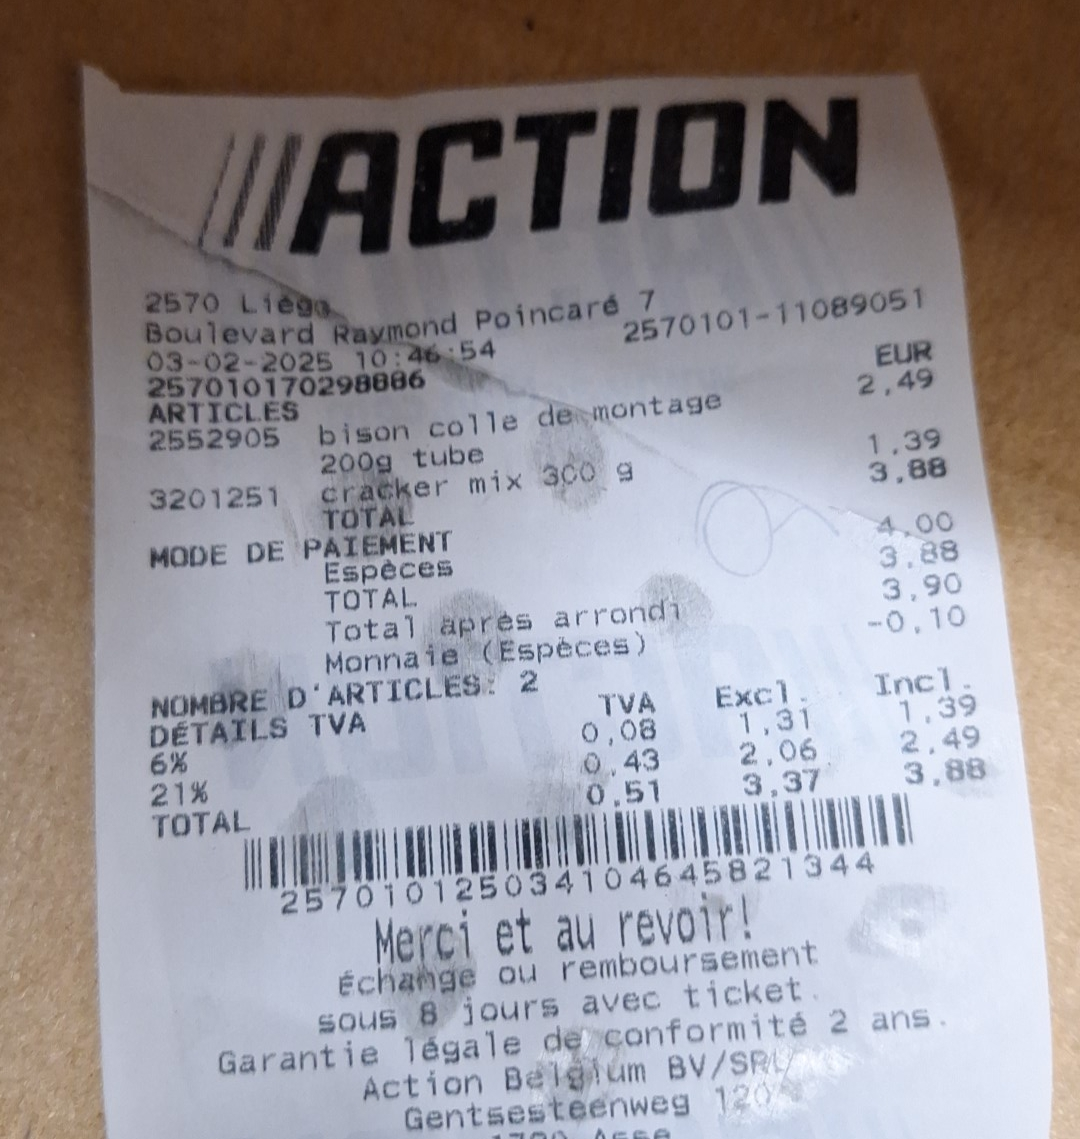 ACTION
2570 Liège
Boulevard Raymond Poincaré 7
03-02-2025 10:46:54 2570101-11089051
257010170298886 EUR
ARTICLES
2552905 bison colle de montage 2,49
200g tube
3201251 cracker mix 300 g 1,39
TOTAL 3,88
MODE DE PAIEMENT
Espèces 4,00
TOTAL 3,88
Total après arrondi 3,90
Monnaie (Espèces) -0,10
NOMBRE D'ARTICLES: 2
DÉTAILS TVA TVA Excl. Incl.
6% 0,08 1,31 1,39
21% 0,43 2,06 2,49
TOTAL 0,51 3,37 3,88
257010125034104645821344
Merci et au revoir!
Échange ou remboursement
sous 8 jours avec ticket.
Garantie légale de conformité 2 ans.
Action Belgium BV/SRL
Gentsesteenweg
1730 Asse